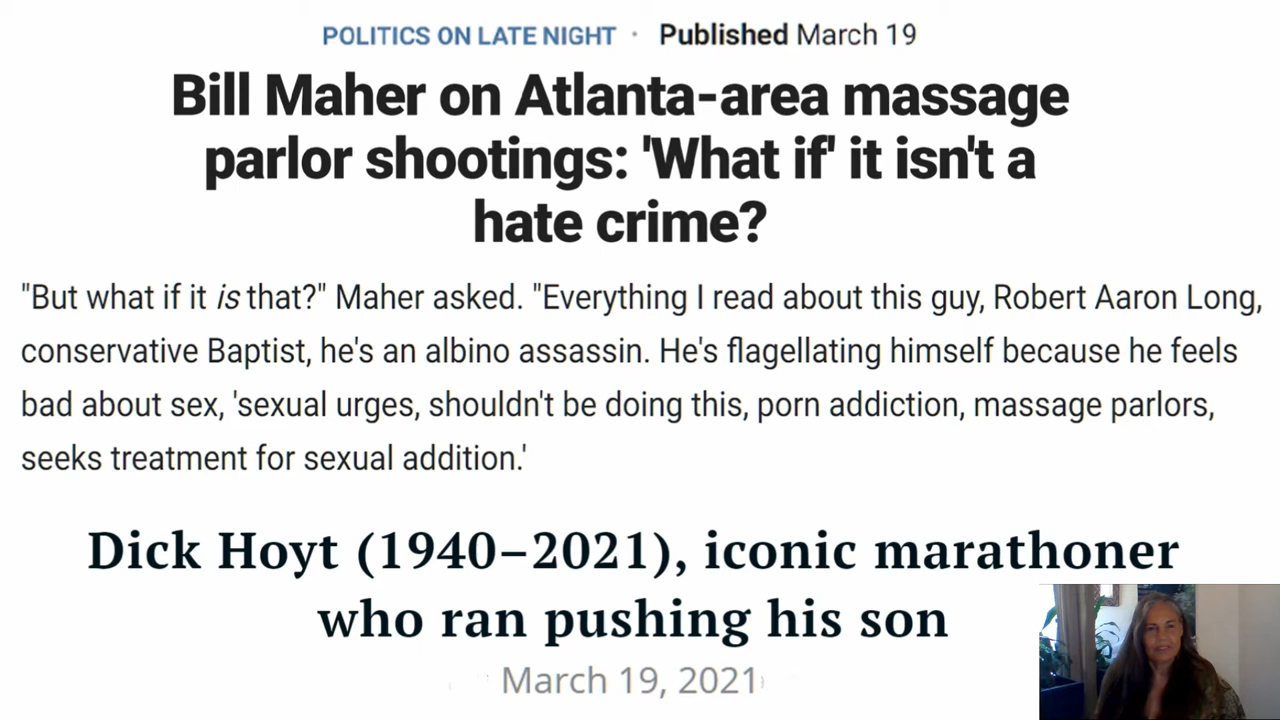 POLITICS ON LATE NIGHT · Published March 19
Bill Maher on Atlanta-area massage
parlor shootings: 'What if' it isn't a
hate crime?
"But what if it is that?" Maher asked. "Everything I read about this guy, Robert Aaron Long,
conservative Baptist, he's an albino assassin. He's flagellating himself because he feels
bad about sex, 'sexual urges, shouldn't be doing this, porn addiction, massage parlors,
seeks treatment for sexual addition.'
Dick Hoyt (1940–2021), iconic marathoner
who ran pushing his son
March 19, 2021